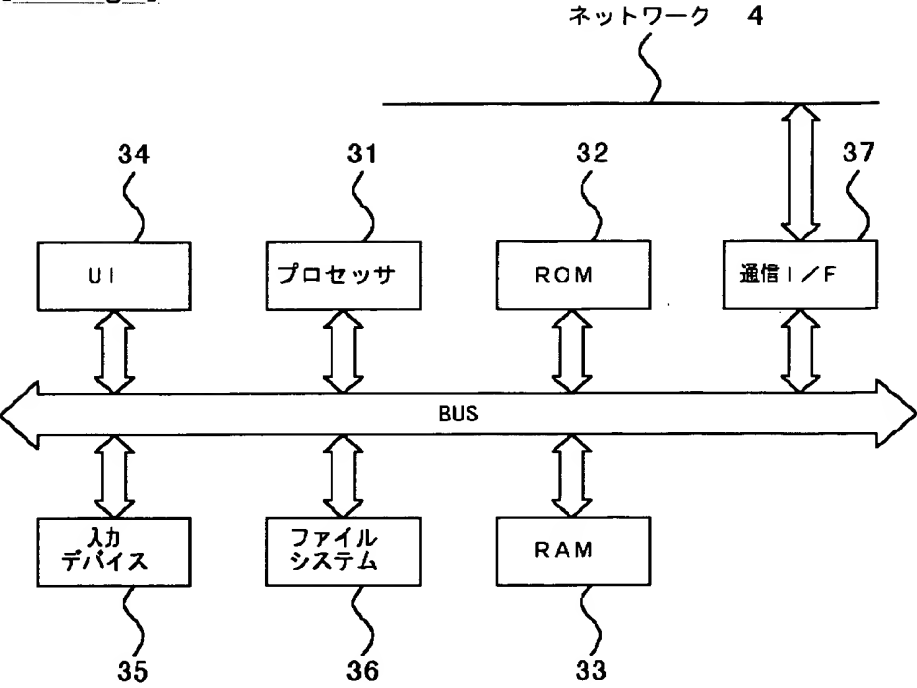 ネットワーク 4
34
31
32
37
UI
プロセッサ
ROM
通信I/F
BUS
入力
デバイス
ファイル
システム
RAM
35
36
33